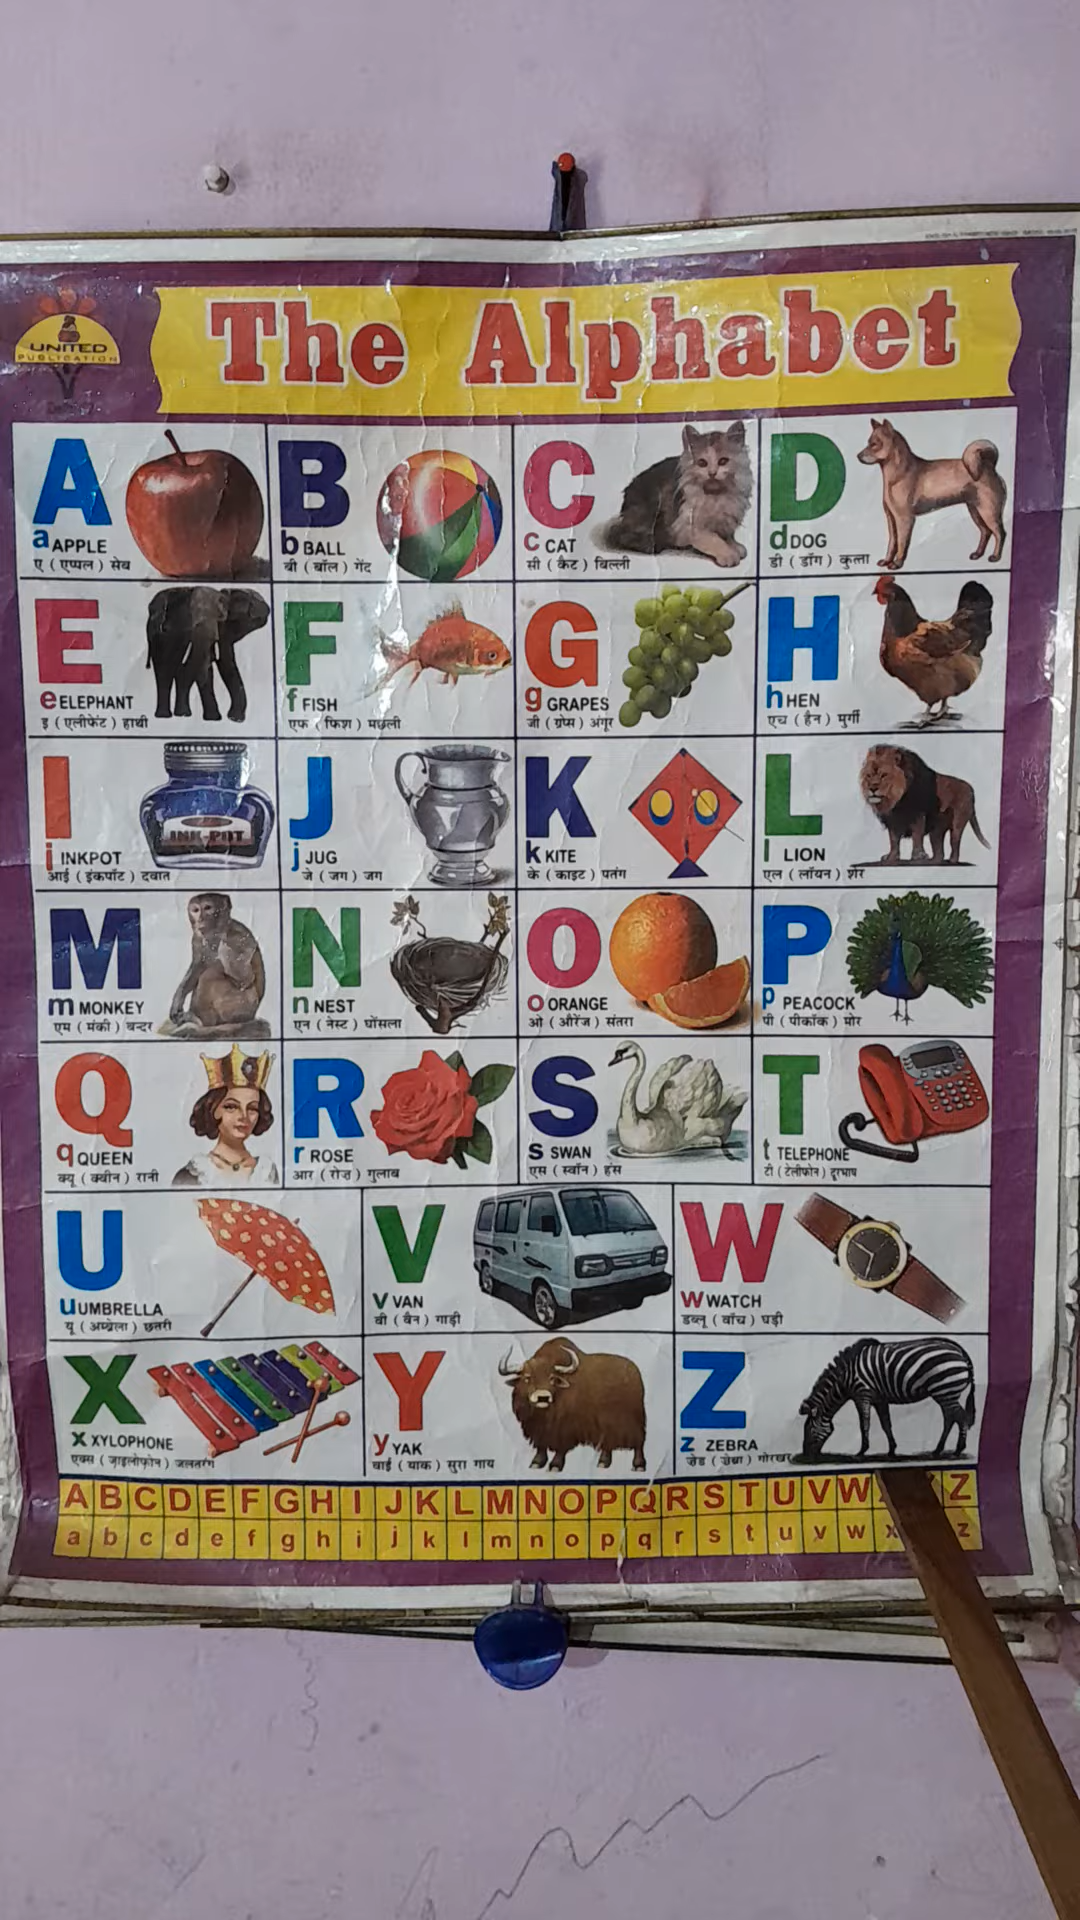 UNITED
PUBLICATION
The Alphabet
A
a APPLE
ए ( एप्पल ) सेब
B
b BALL
बी ( बॉल ) गेंद
C
c CAT
सी ( कैट ) बिल्ली
D
d DOG
डी ( डॉग ) कुत्ता
E
e ELEPHANT
इ ( एलीफेंट ) हाथी
F
f FISH
एफ ( फिश ) मछली
G
g GRAPES
जी ( ग्रेप्स ) अंगूर
H
h HEN
एच ( हैन ) मुर्गी
I
INK-POT
i INKPOT
आई ( इंकपॉट ) दवात
J
j JUG
जे ( जग ) जग
K
k KITE
के ( काइट ) पतंग
L
l LION
एल ( लॉयन ) शेर
M
m MONKEY
एम ( मंकी ) बन्दर
N
n NEST
एन ( नेस्ट ) घोंसला
O
o ORANGE
ओ ( ऑरेंज ) संतरा
P
p PEACOCK
पी ( पीकॉक ) मोर
Q
q QUEEN
क्यू ( क्वीन ) रानी
R
r ROSE
आर ( रोज़ ) गुलाब
S
s SWAN
एस ( स्वॉन ) हंस
T
t TELEPHONE
टी ( टेलीफोन ) दूरभाष
U
u UMBRELLA
यू ( अम्ब्रेला ) छतरी
V
v VAN
वी ( वैन ) गाड़ी
W
w WATCH
डब्लू ( वॉच ) घड़ी
X
x XYLOPHONE
एक्स ( ज़ाइलोफ़ोन ) जलतरंग
Y
y YAK
वाई ( याक ) सुरा गाय
Z
z ZEBRA
ज़ेड ( ज़ेब्रा ) गोरखर
A B C D E F G H I J K L M N O P Q R S T U V W Z
a b c d e f g h i j k l m n o p q r s t u v w x z